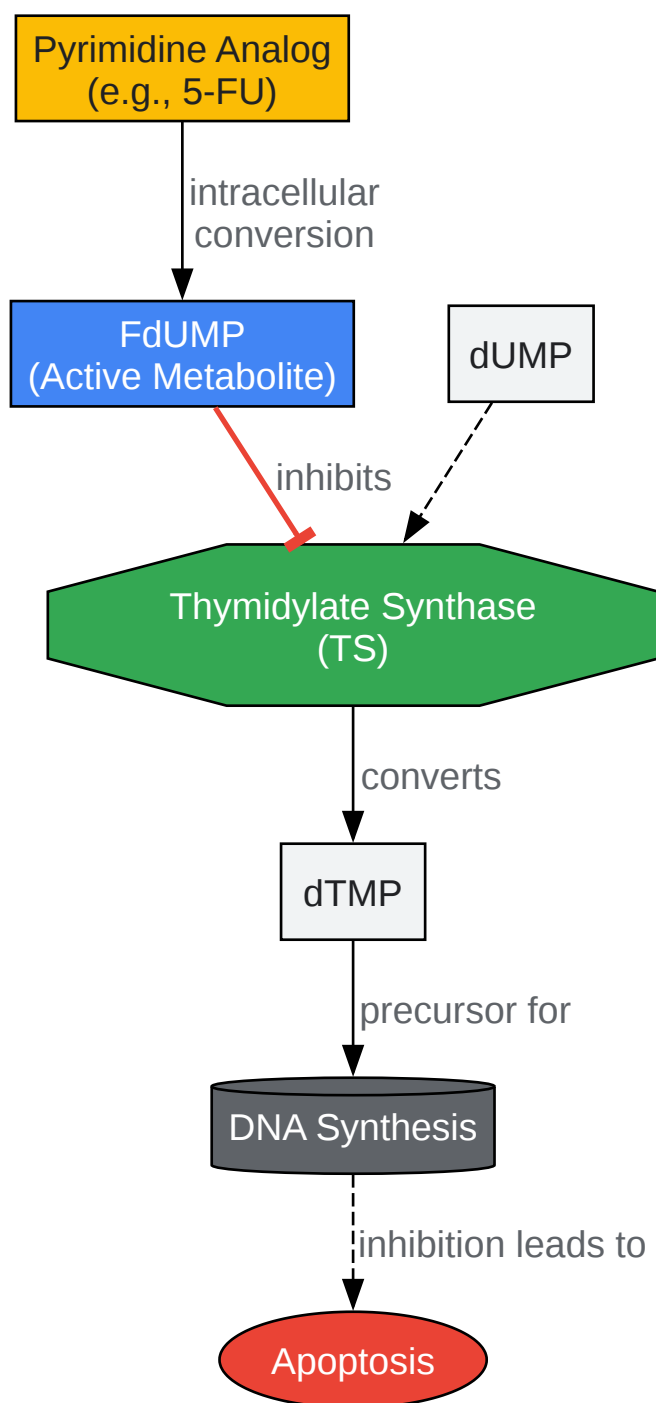 Pyrimidine Analog
(e.g., 5-FU)
intracellular
conversion
FdUMP
(Active Metabolite)
dUMP
inhibits
Thymidylate Synthase
(TS)
converts
dTMP
precursor for
DNA Synthesis
inhibition leads to
Apoptosis